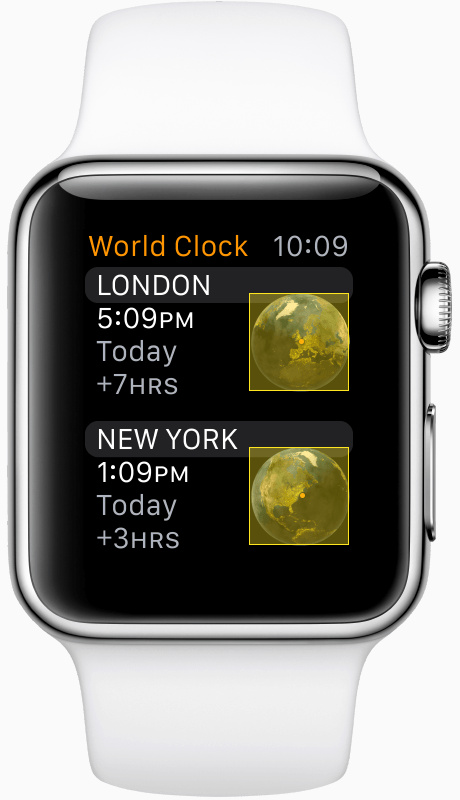 World Clock 10:09
LONDON
5:09PM
Today
+7HRS
NEW YORK
1:09PM
Today
+3HRS